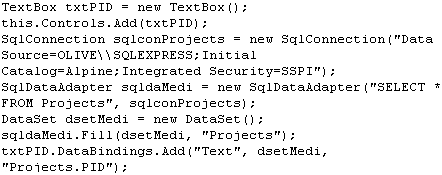 TextBox txtPID = new TextBox();
this.Controls.Add(txtPID);
SqlConnection sqlconProjects = new SqlConnection("Data
Source=OLIVE\\SQLEXPRESS;Initial
Catalog=Alpine;Integrated Security=SSPI");
SqlDataAdapter sqldaMedi = new SqlDataAdapter("SELECT *
FROM Projects", sqlconProjects);
DataSet dsetMedi = new DataSet();
sqldaMedi.Fill(dsetMedi, "Projects");
txtPID.DataBindings.Add("Text", dsetMedi,
"Projects.PID");